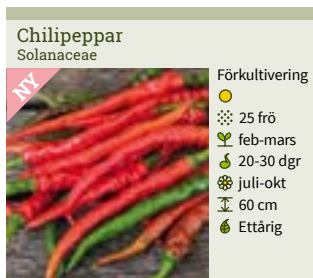 Chilipeppar
Solanaceae
NY
Förkultivering
25 frö
feb-mars
20-30 dgr
juli-okt
60 cm
Ettårig